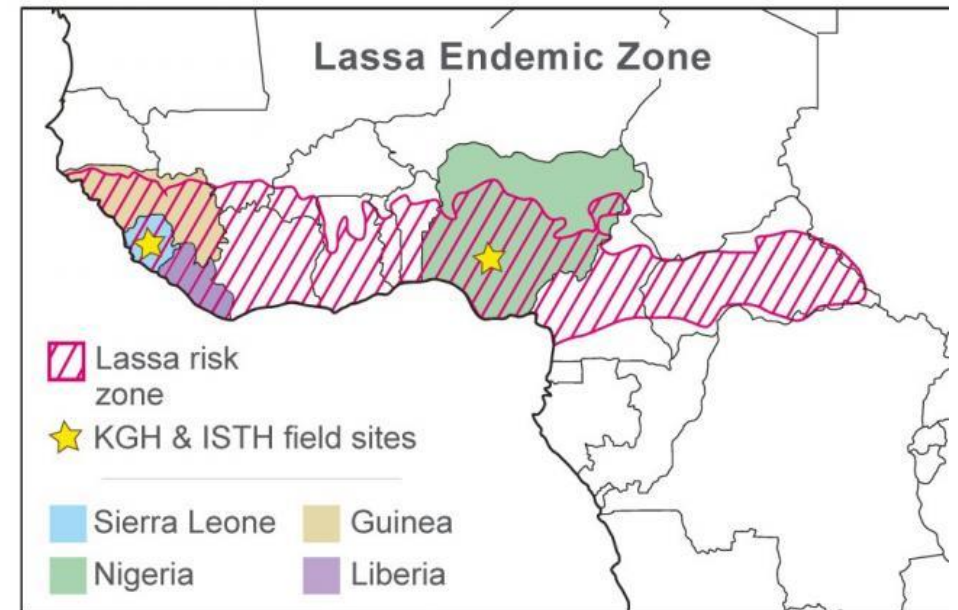 Lassa Endemic Zone
Lassa risk
zone
KGH & ISTH field sites
Sierra Leone
Guinea
Nigeria
Liberia